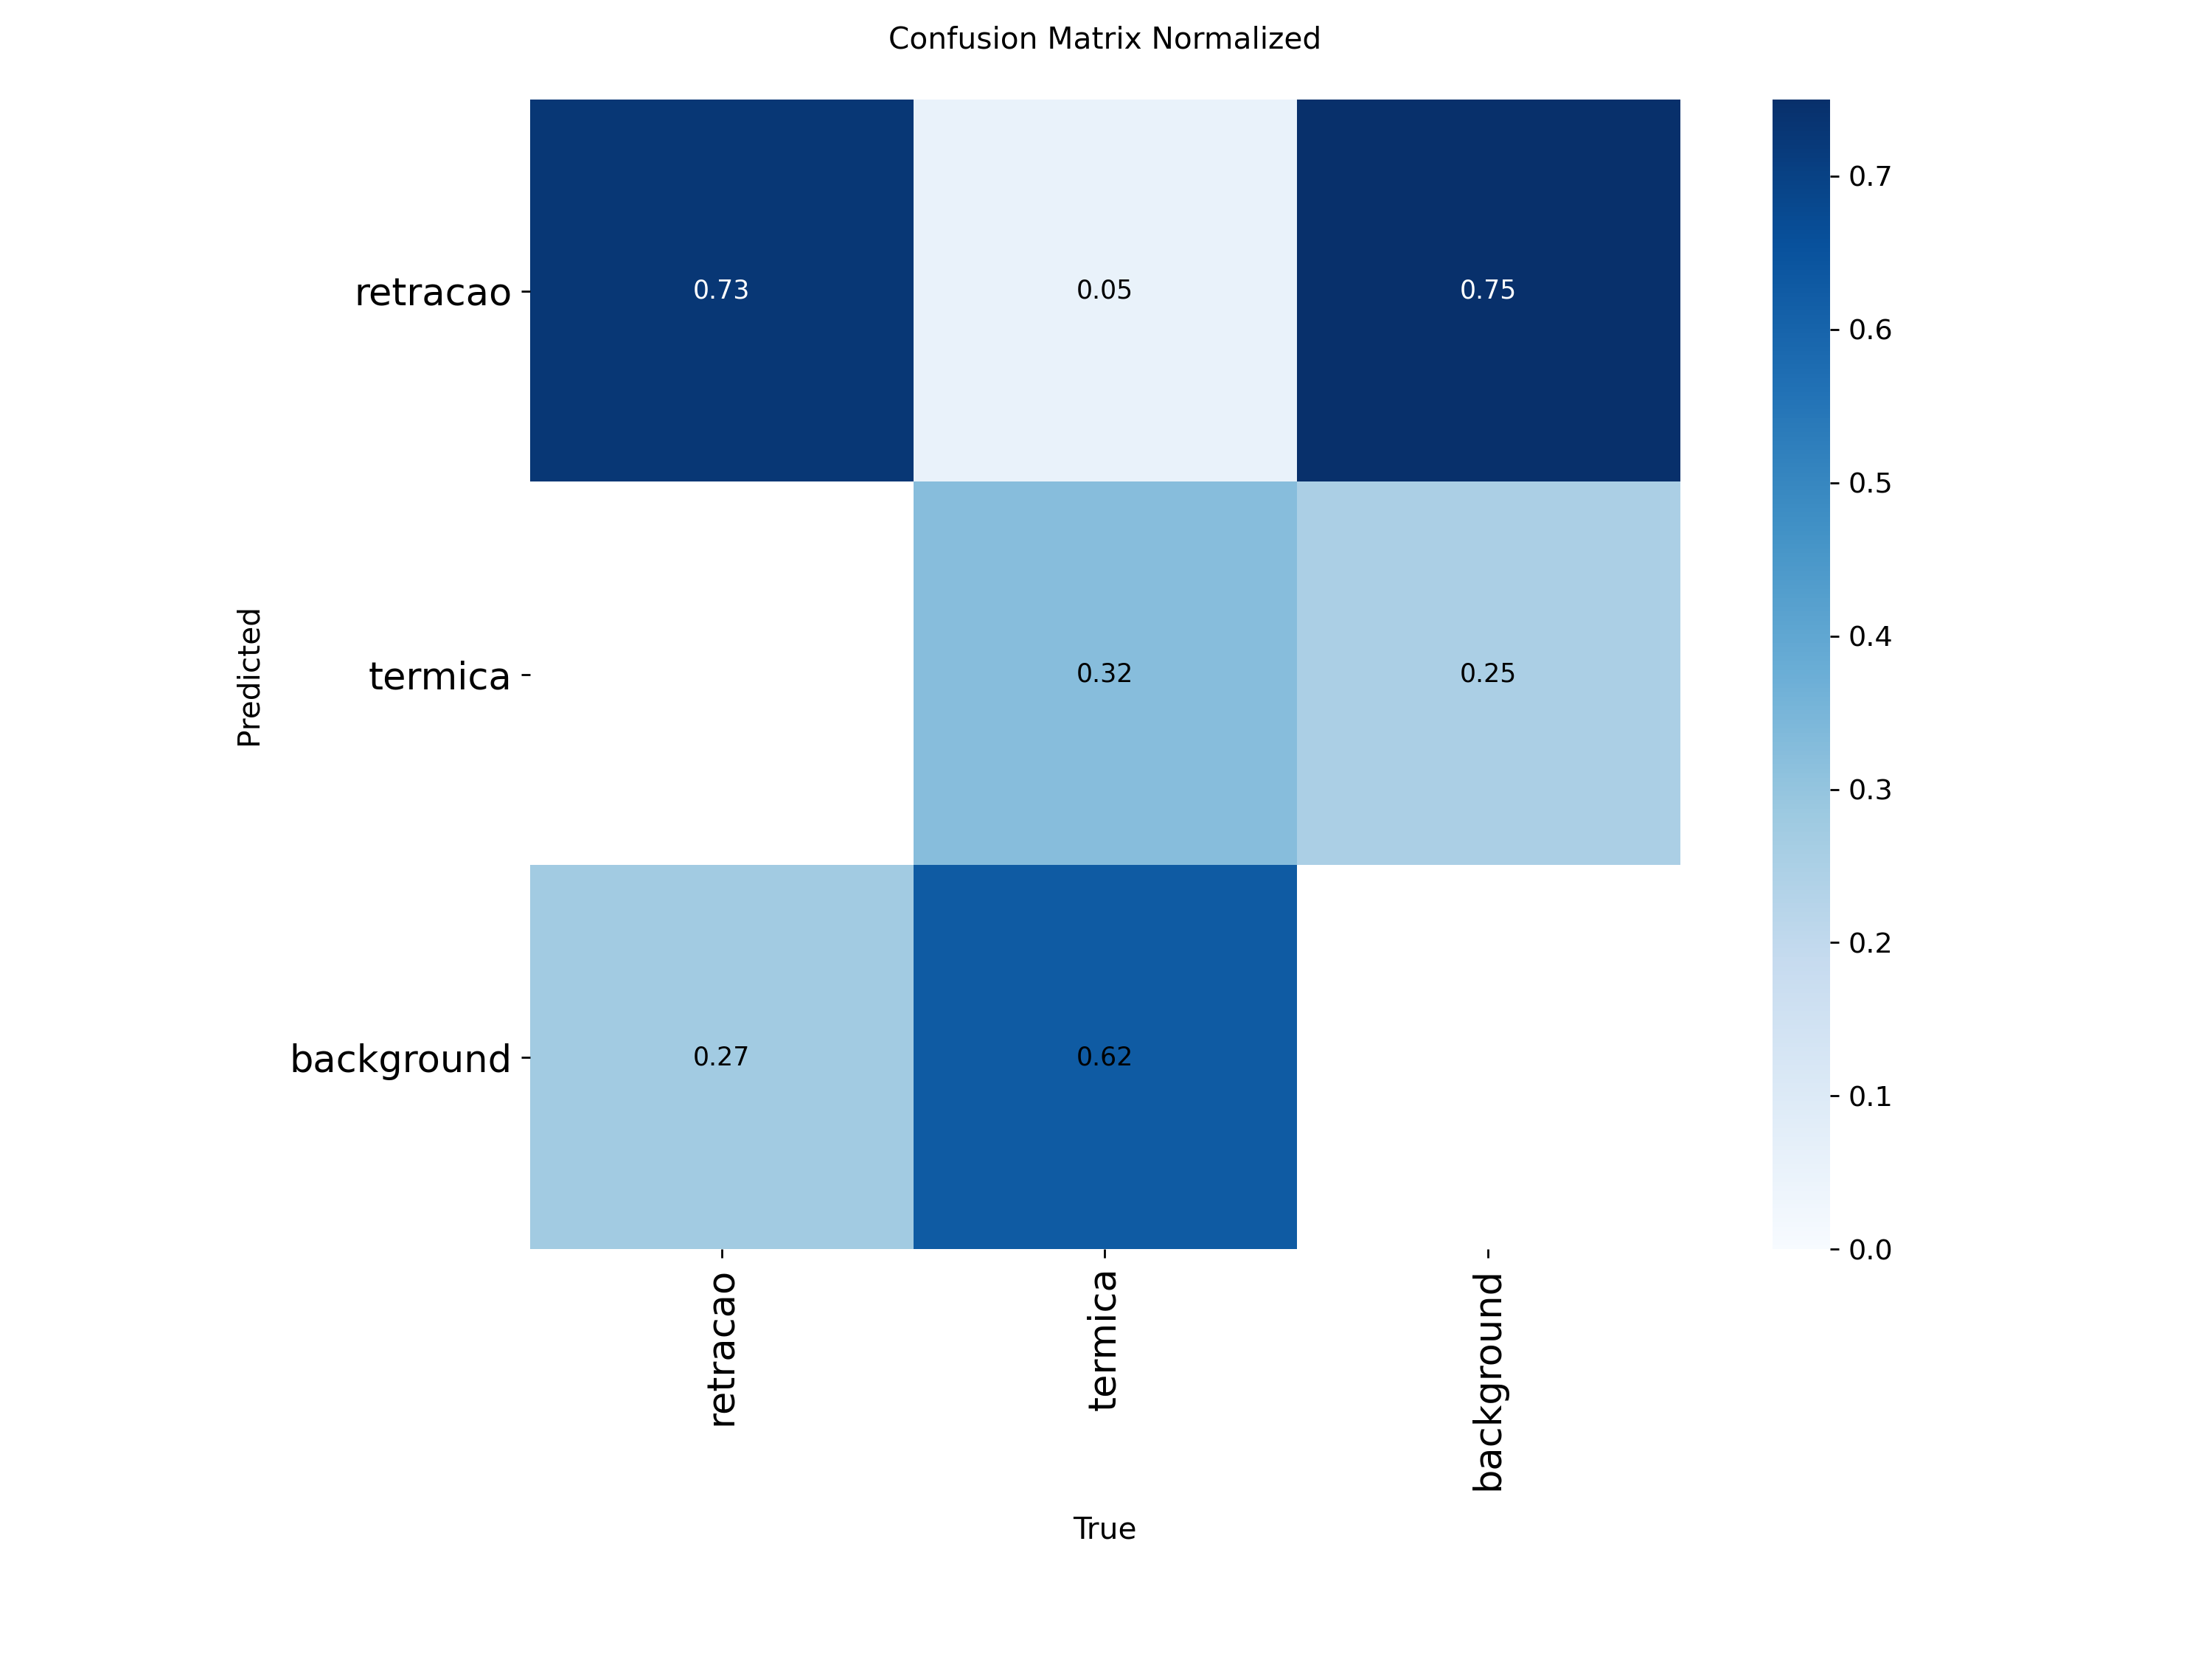 Confusion Matrix Normalized
retracao
0.73 0.05 0.75
termica
0.32 0.25
background
0.27 0.62
Predicted
retracao
termica
background
True
0.7
0.6
0.5
0.4
0.3
0.2
0.1
0.0